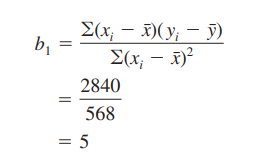 b₁ = Σ(xᵢ − x̄)(yᵢ − ȳ) / Σ(xᵢ − x̄)²
= 2840 / 568
= 5